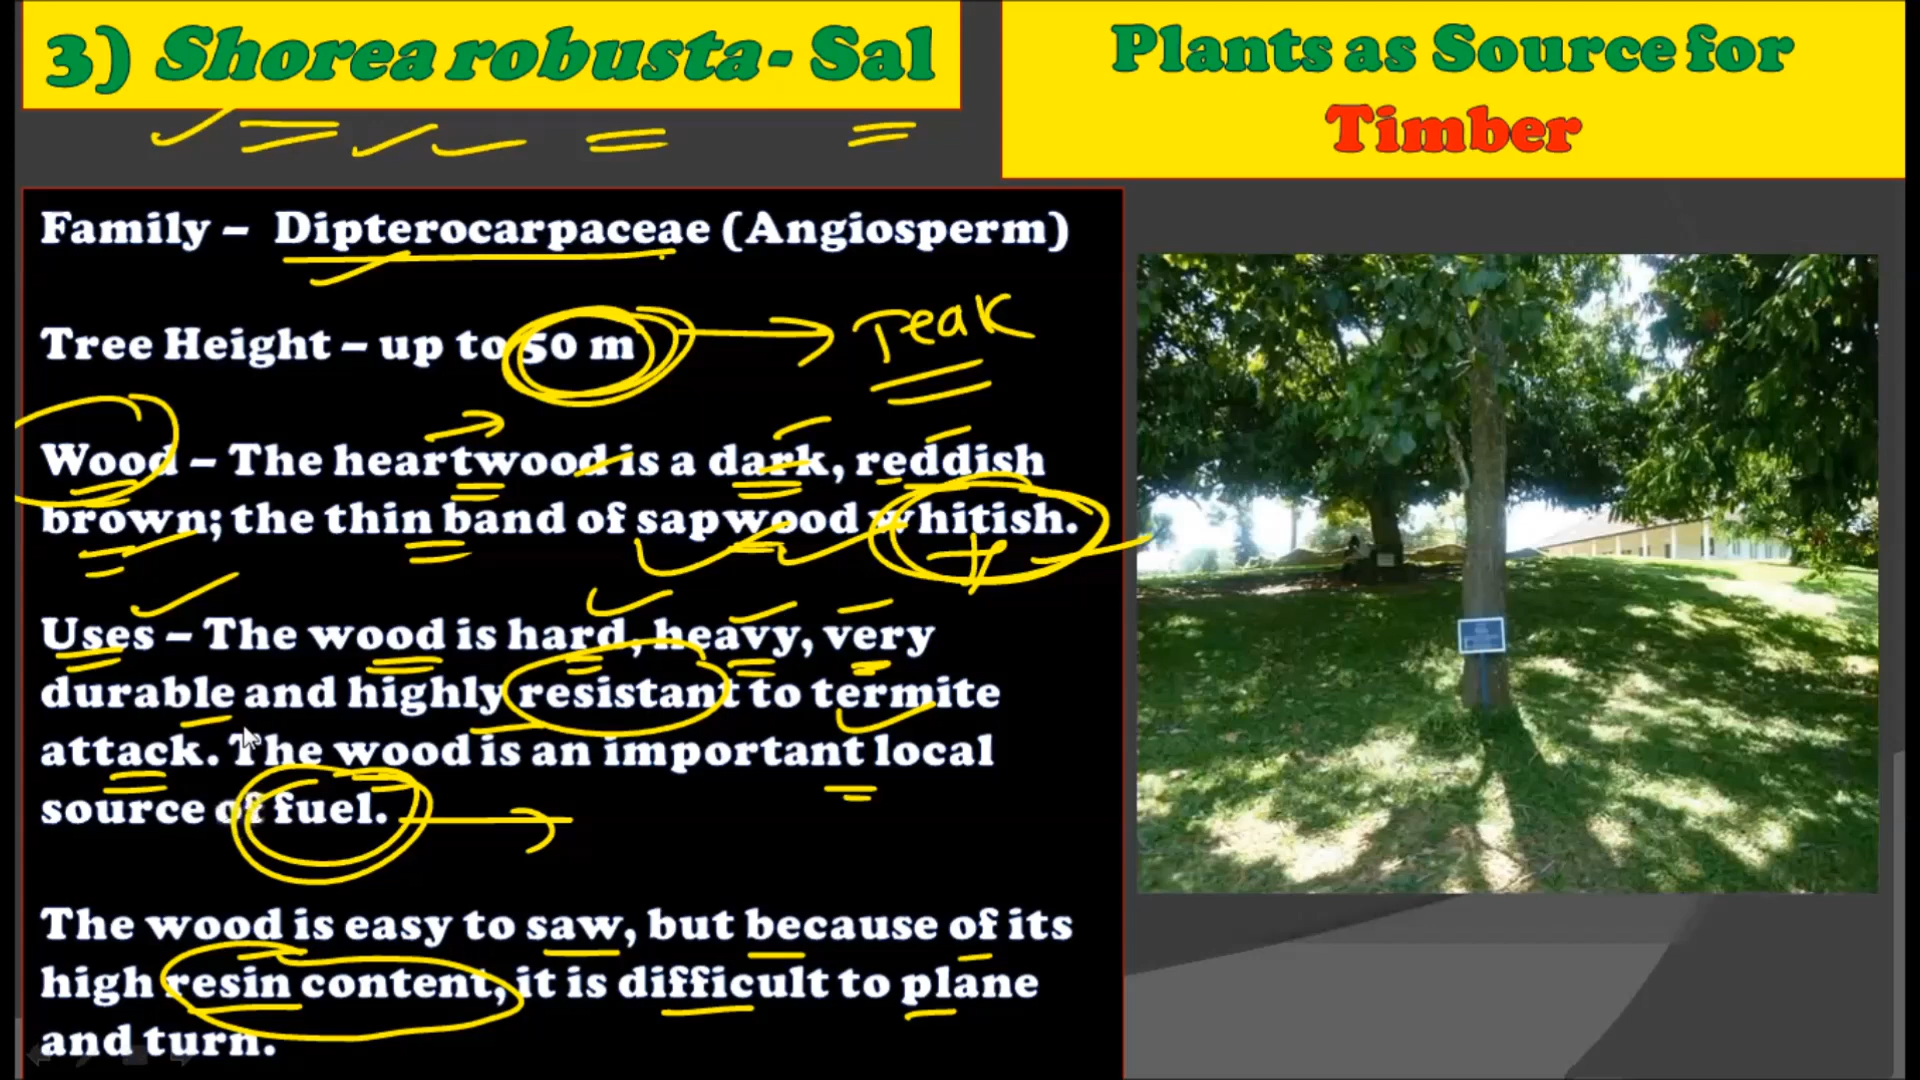 3) Shorea robusta- Sal
Plants as Source for
Timber
Family – Dipterocarpaceae (Angiosperm)
Tree Height – up to 50 m
Teak
Wood – The heartwood is a dark, reddish
brown; the thin band of sapwood whitish.
Uses – The wood is hard, heavy, very
durable and highly resistant to termite
attack. The wood is an important local
source of fuel.
The wood is easy to saw, but because of its
high resin content, it is difficult to plane
and turn.